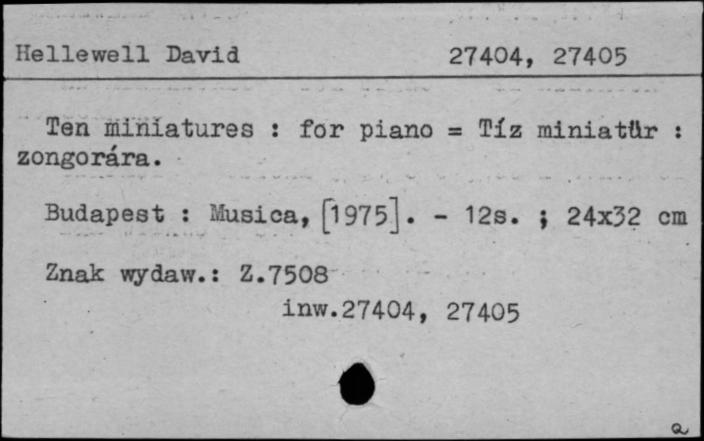 Hellewell David 27404, 27405
Ten miniatures : for piano = Tíz miniatűr :
zongorára.
Budapest : Musica, [1975]. - 12s. ; 24x32 cm
Znak wydaw.: Z.7508
inw.27404, 27405